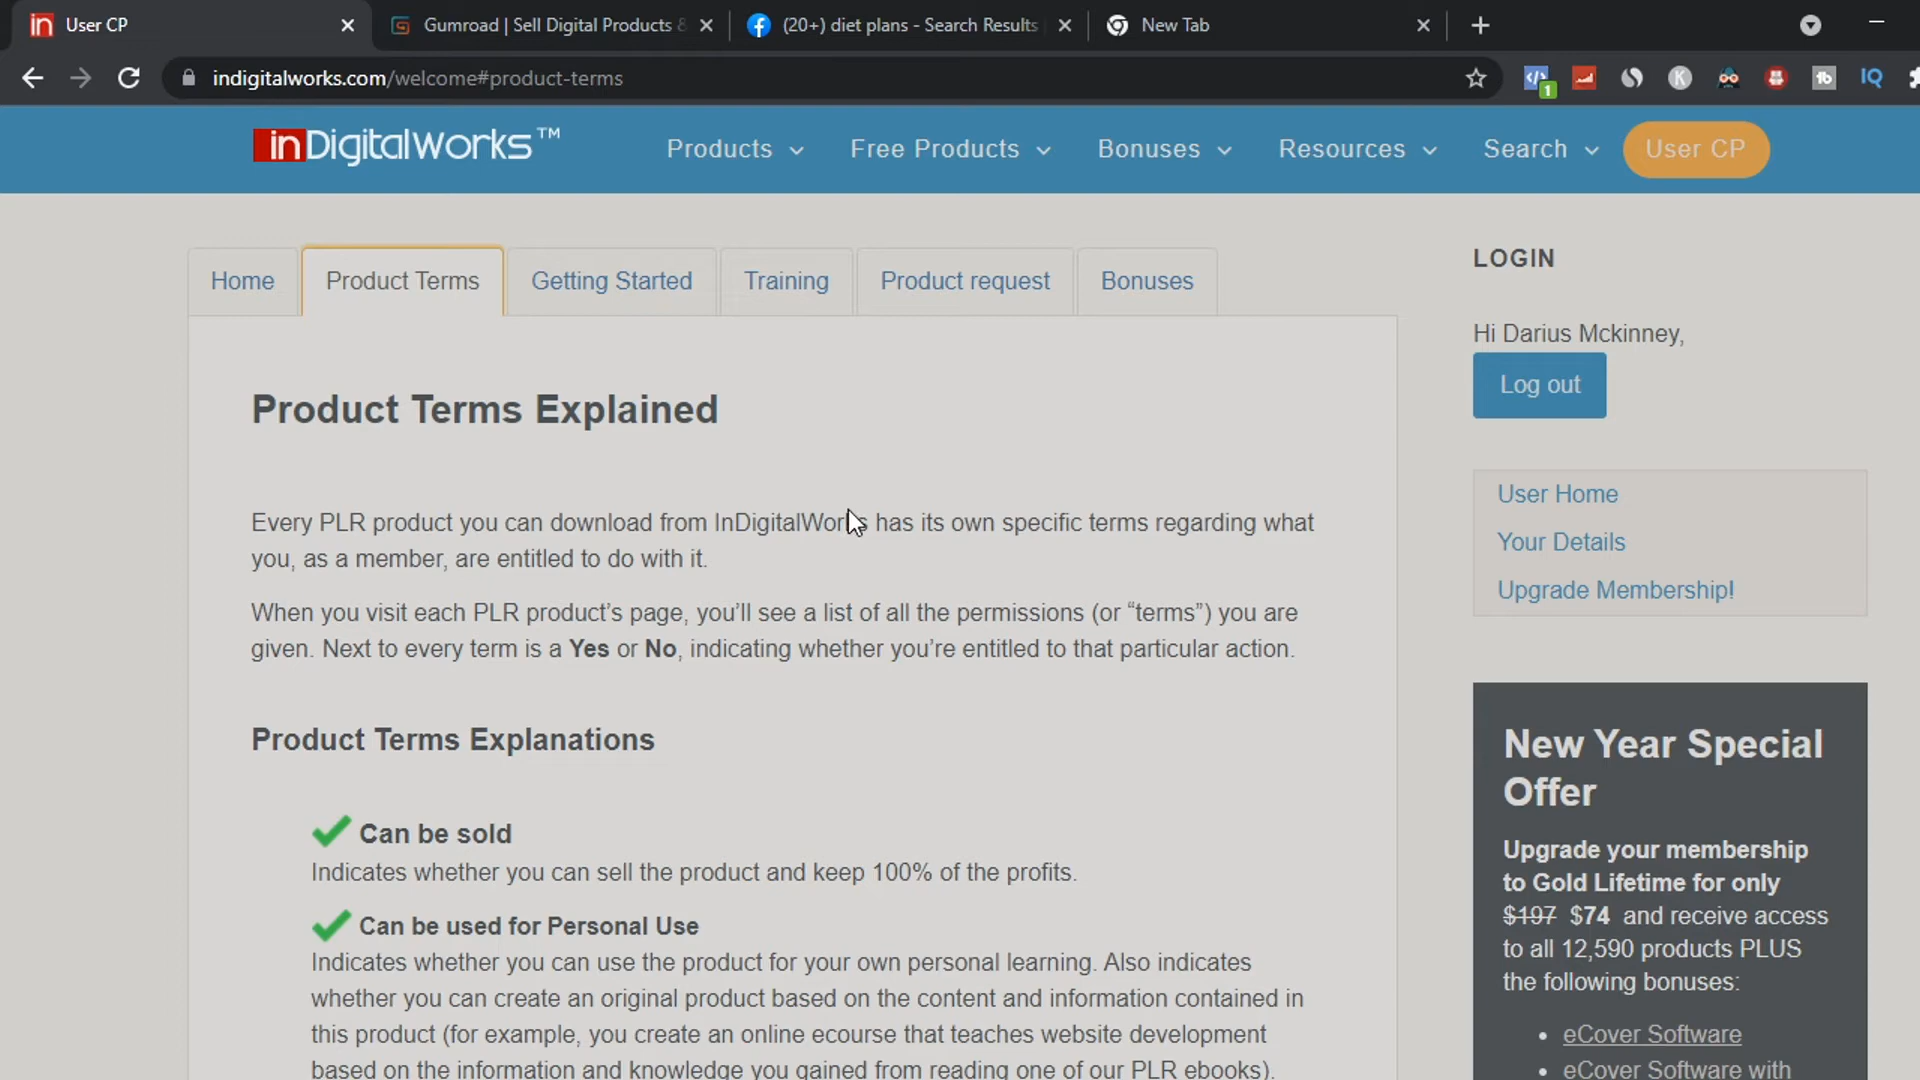 in User CP
Gumroad | Sell Digital Products &
(20+) diet plans - Search Results
New Tab
indigitalworks.com/welcome#product-terms
1
K
tb
IQ
inDigitalWorks™
Products
Free Products
Bonuses
Resources
Search
User CP
Home
Product Terms
Getting Started
Training
Product request
Bonuses
Product Terms Explained
Every PLR product you can download from InDigitalWorks has its own specific terms regarding what
you, as a member, are entitled to do with it.
When you visit each PLR product’s page, you’ll see a list of all the permissions (or “terms”) you are
given. Next to every term is a Yes or No, indicating whether you’re entitled to that particular action.
Product Terms Explanations
Can be sold
Indicates whether you can sell the product and keep 100% of the profits.
Can be used for Personal Use
Indicates whether you can use the product for your own personal learning. Also indicates
whether you can create an original product based on the content and information contained in
this product (for example, you create an online ecourse that teaches website development
based on the information and knowledge you gained from reading one of our PLR ebooks).
LOGIN
Hi Darius Mckinney,
Log out
User Home
Your Details
Upgrade Membership!
New Year Special
Offer
Upgrade your membership
to Gold Lifetime for only
$197 $74 and receive access
to all 12,590 products PLUS
the following bonuses:
• eCover Software
• eCover Software with